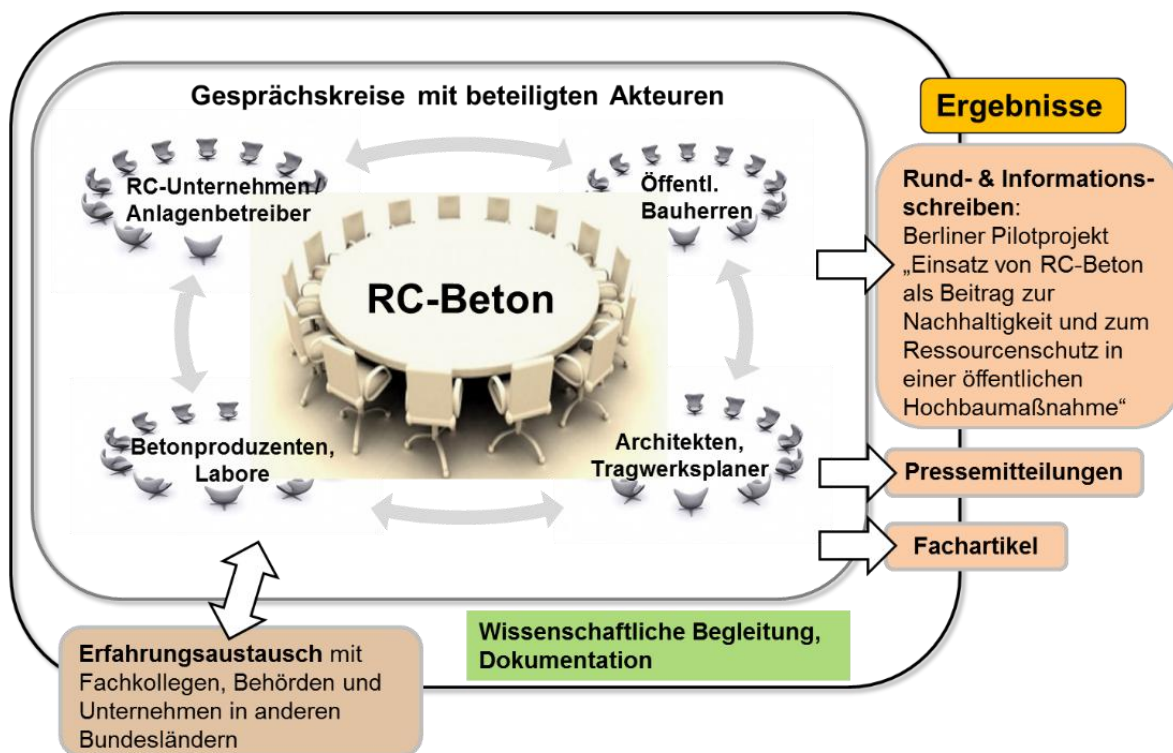 Gesprächskreise mit beteiligten Akteuren
RC-Unternehmen /
Anlagenbetreiber
Öffentl.
Bauherren
RC-Beton
Betonproduzenten,
Labore
Architekten,
Tragwerksplaner
Ergebnisse
Rund- & Informations-
schreiben:
Berliner Pilotprojekt
„Einsatz von RC-Beton
als Beitrag zur
Nachhaltigkeit und zum
Ressourcenschutz in
einer öffentlichen
Hochbaumaßnahme“
Pressemitteilungen
Fachartikel
Wissenschaftliche Begleitung,
Dokumentation
Erfahrungsaustausch mit
Fachkollegen, Behörden und
Unternehmen in anderen
Bundesländern